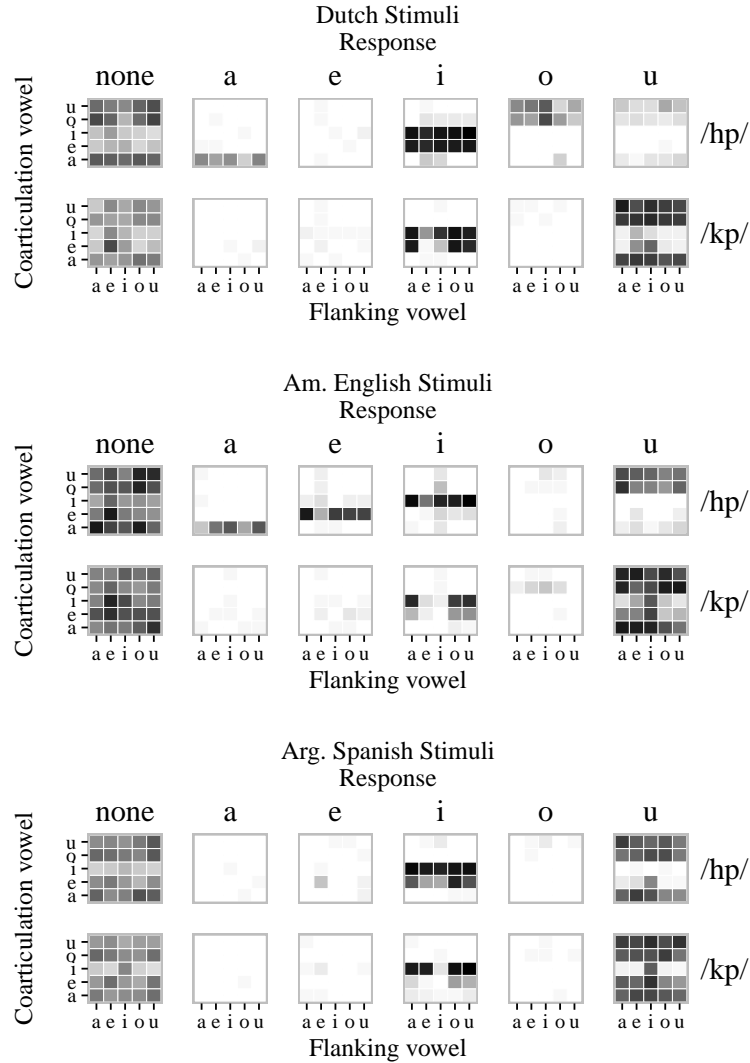 Dutch Stimuli
Response
none a e i o u
Coarticulation vowel
u
o
i
e
a
/hp/
u
o
i
e
a
/kp/
a e i o u a e i o u a e i o u a e i o u a e i o u a e i o u
Flanking vowel
Am. English Stimuli
Response
none a e i o u
Coarticulation vowel
u
o
i
e
a
/hp/
u
o
i
e
a
/kp/
a e i o u a e i o u a e i o u a e i o u a e i o u a e i o u
Flanking vowel
Arg. Spanish Stimuli
Response
none a e i o u
Coarticulation vowel
u
o
i
e
a
/hp/
u
o
i
e
a
/kp/
a e i o u a e i o u a e i o u a e i o u a e i o u a e i o u
Flanking vowel